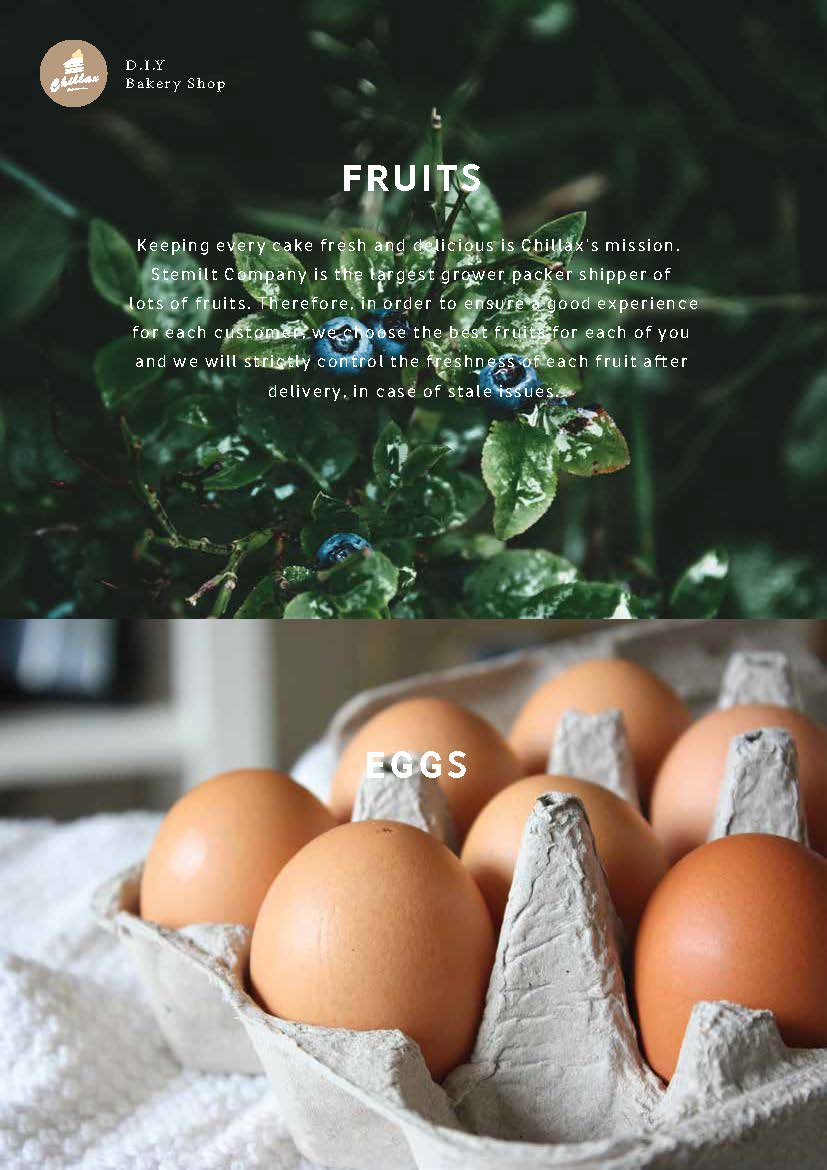 Chillax
D.I.Y
Bakery Shop
FRUITS
Keeping every cake fresh and delicious is Chillax's mission.
Stemilt Company is the largest grower packer shipper of
lots of fruits. Therefore, in order to ensure a good experience
for each customer, we choose the best fruits for each of you
and we will strictly control the freshness of each fruit after
delivery, in case of stale issues.
EGGS